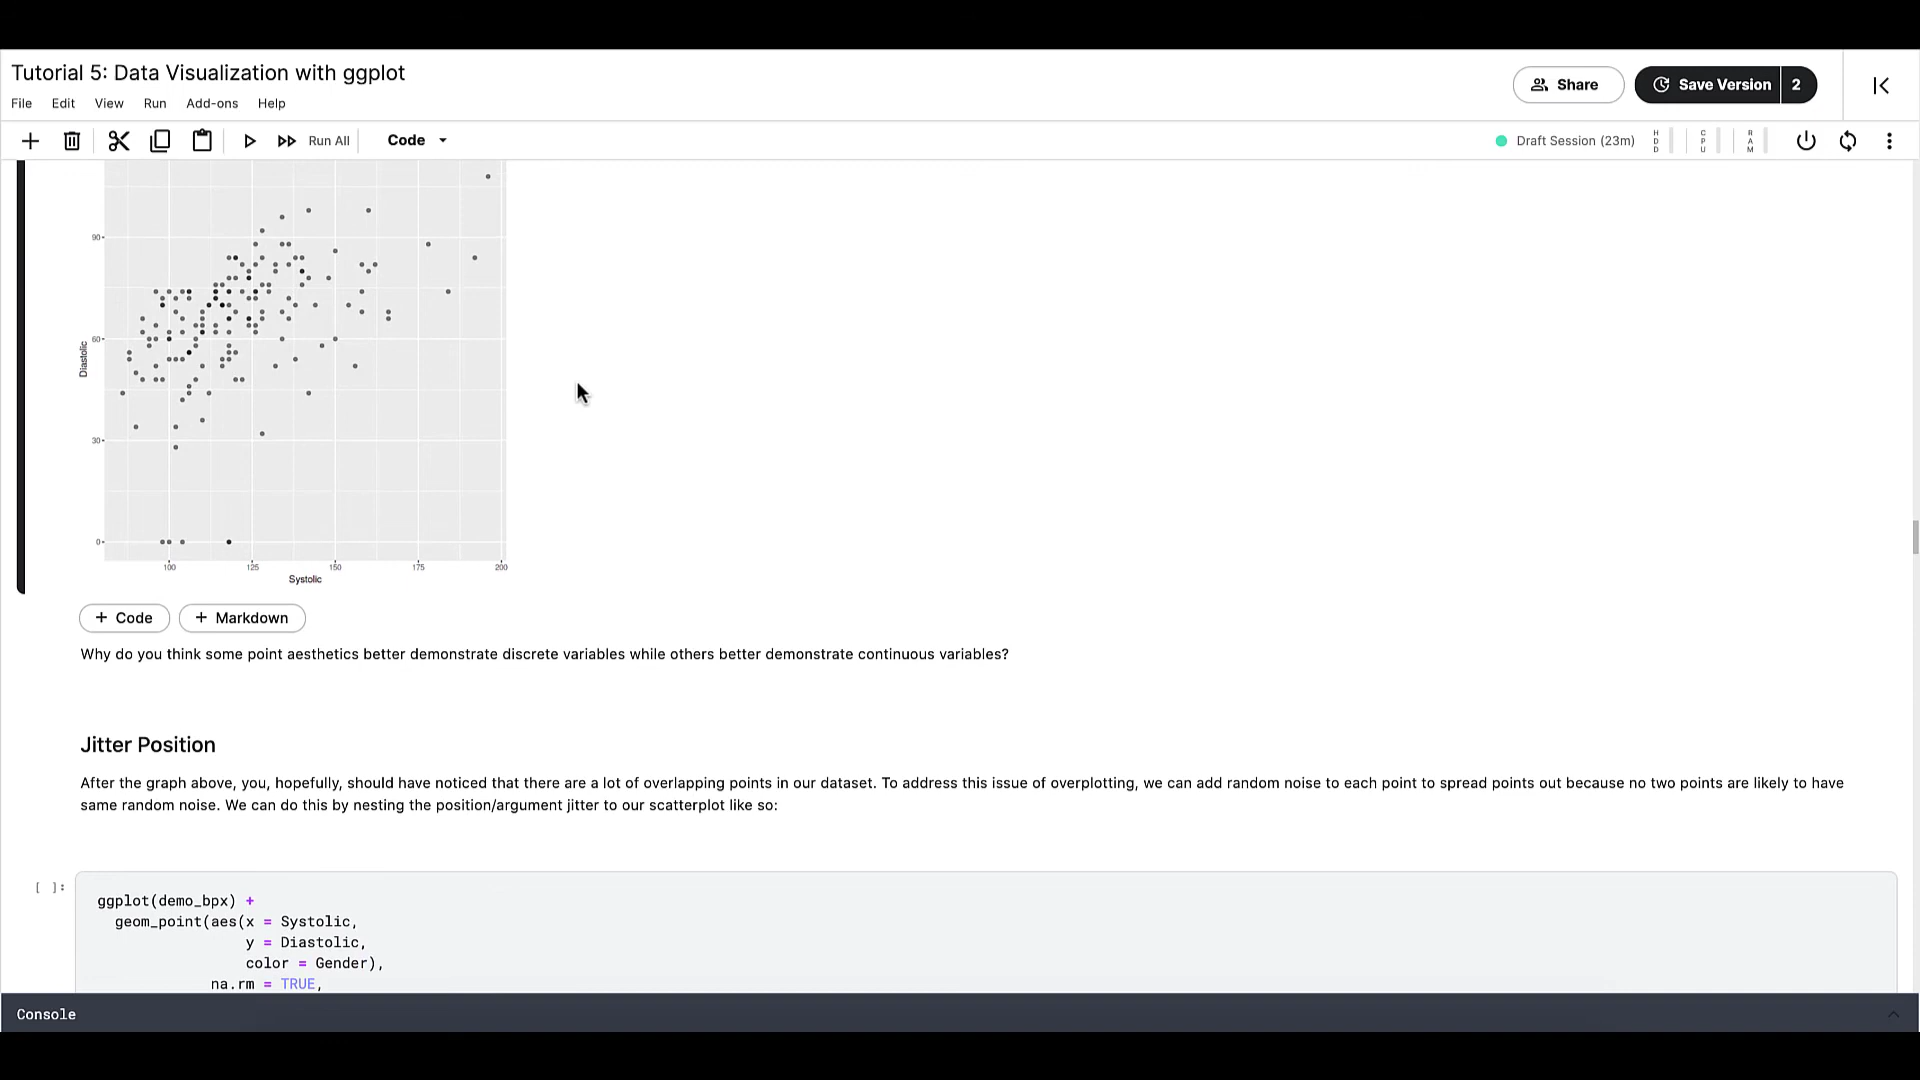 Tutorial 5: Data Visualization with ggplot
File Edit View Run Add-ons Help
Share
Save Version 2
Run All
Code
Draft Session (23m)
HDD
CPU
RAM
90
60
30
0
Diastolic
100 125 150 175 200
Systolic
+ Code + Markdown
Why do you think some point aesthetics better demonstrate discrete variables while others better demonstrate continuous variables?
Jitter Position
After the graph above, you, hopefully, should have noticed that there are a lot of overlapping points in our dataset. To address this issue of overplotting, we can add random noise to each point to spread points out because no two points are likely to have
same random noise. We can do this by nesting the position/argument jitter to our scatterplot like so:
[ ]:
ggplot(demo_bpx) +
geom_point(aes(x = Systolic,
y = Diastolic,
color = Gender),
na.rm = TRUE,
Console